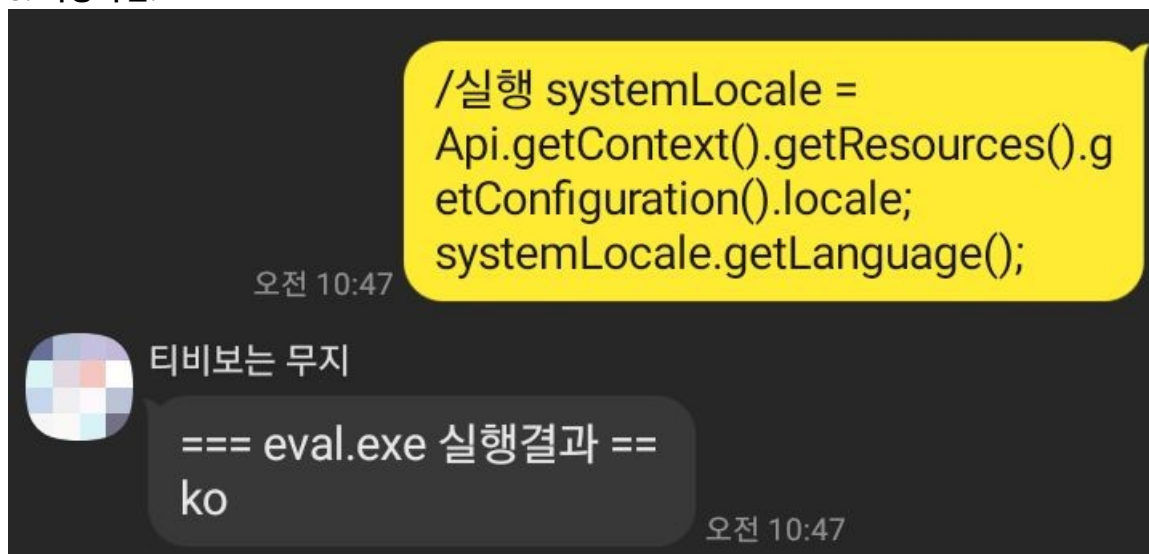 /실행 systemLocale =
Api.getContext().getResources().g
etConfiguration().locale;
systemLocale.getLanguage();
오전 10:47
티비보는 무지
=== eval.exe 실행결과 ==
ko
오전 10:47